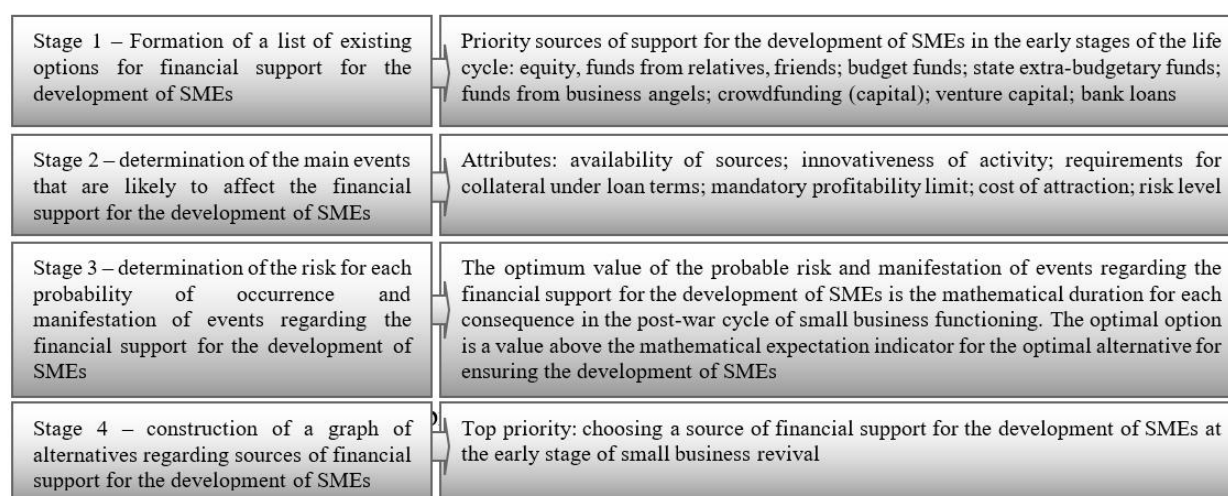 Stage 1 – Formation of a list of existing
options for financial support for the
development of SMEs
Priority sources of support for the development of SMEs in the early stages of the life
cycle: equity, funds from relatives, friends; budget funds; state extra-budgetary funds;
funds from business angels; crowdfunding (capital); venture capital; bank loans
Stage 2 – determination of the main events
that are likely to affect the financial
support for the development of SMEs
Attributes: availability of sources; innovativeness of activity; requirements for
collateral under loan terms; mandatory profitability limit; cost of attraction; risk level
Stage 3 – determination of the risk for each
probability of occurrence and
manifestation of events regarding the
financial support for the development of
SMEs
The optimum value of the probable risk and manifestation of events regarding the
financial support for the development of SMEs is the mathematical duration for each
consequence in the post-war cycle of small business functioning. The optimal option
is a value above the mathematical expectation indicator for the optimal alternative for
ensuring the development of SMEs
Stage 4 – construction of a graph of
alternatives regarding sources of financial
support for the development of SMEs
Top priority: choosing a source of financial support for the development of SMEs at
the early stage of small business revival